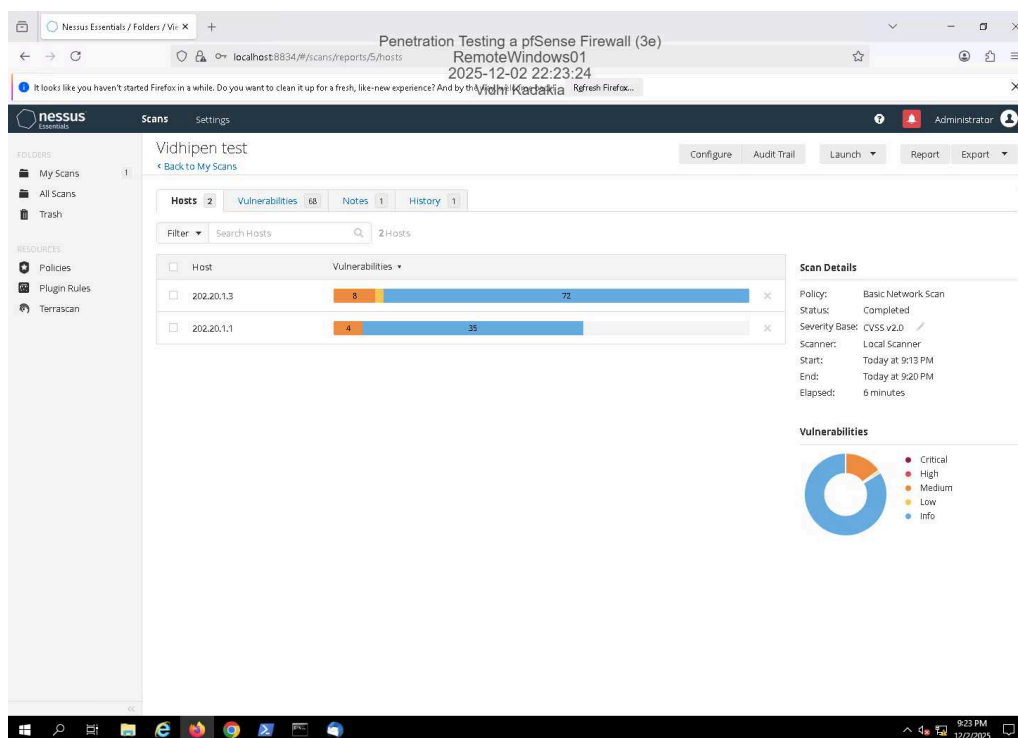 Nessus Essentials / Folders / Vie
Penetration Testing a pfSense Firewall (3e)
localhost:8834/#/scans/reports/5/hosts
RemoteWindows01
2025-12-02 22:23:24
It looks like you haven't started Firefox in a while. Do you want to clean it up for a fresh, like-new experience? And by the
Vidhi Kadakia
Refresh Firefox...
nessus
Essentials
Scans Settings
Administrator
FOLDERS
My Scans 1
All Scans
Trash
RESOURCES
Policies
Plugin Rules
Terrascan
Vidhipen test
Back to My Scans
Configure Audit Trail Launch Report Export
Hosts 2 Vulnerabilities 68 Notes 1 History 1
Filter Search Hosts 2 Hosts
Host Vulnerabilities
202.20.1.3 8 72
202.20.1.1 4 35
Scan Details
Policy: Basic Network Scan
Status: Completed
Severity Base: CVSS v2.0
Scanner: Local Scanner
Start: Today at 9:13 PM
End: Today at 9:20 PM
Elapsed: 6 minutes
Vulnerabilities
Critical
High
Medium
Low
Info
9:23 PM
12/2/2025